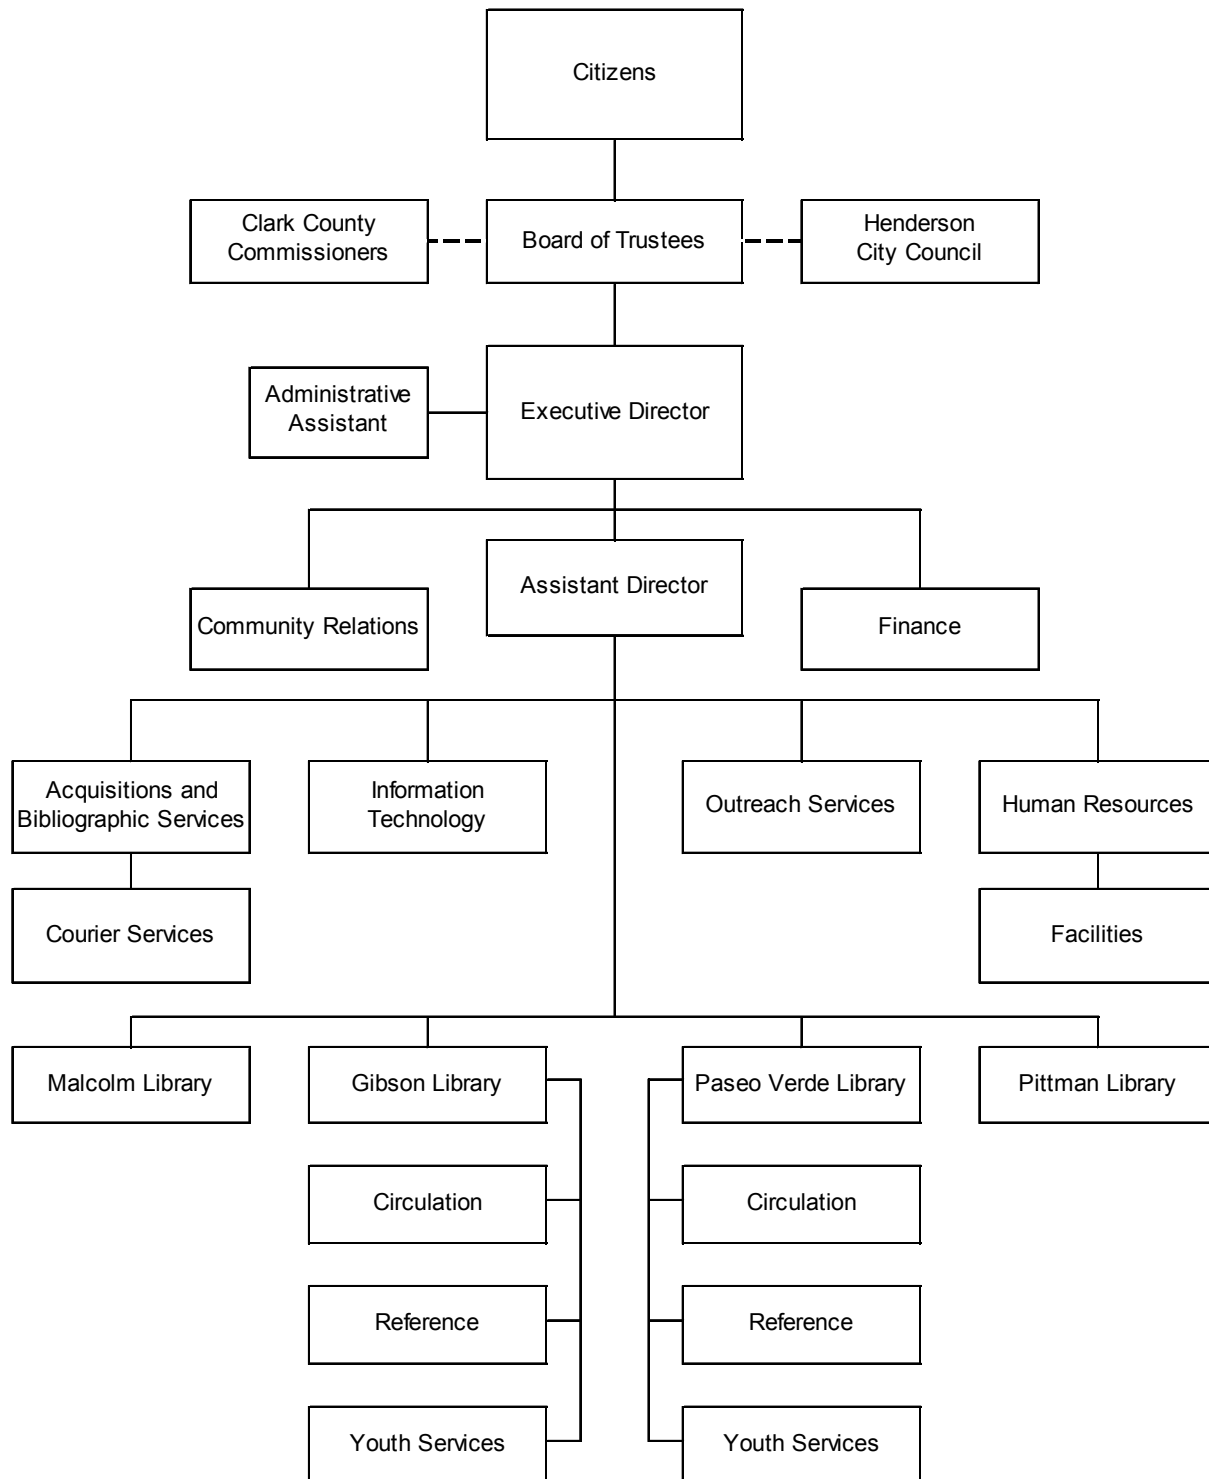 Citizens
Clark County
Commissioners
Board of Trustees
Henderson
City Council
Administrative
Assistant
Executive Director
Community Relations
Assistant Director
Finance
Acquisitions and
Bibliographic Services
Information
Technology
Outreach Services
Human Resources
Courier Services
Facilities
Malcolm Library
Gibson Library
Paseo Verde Library
Pittman Library
Circulation
Circulation
Reference
Reference
Youth Services
Youth Services